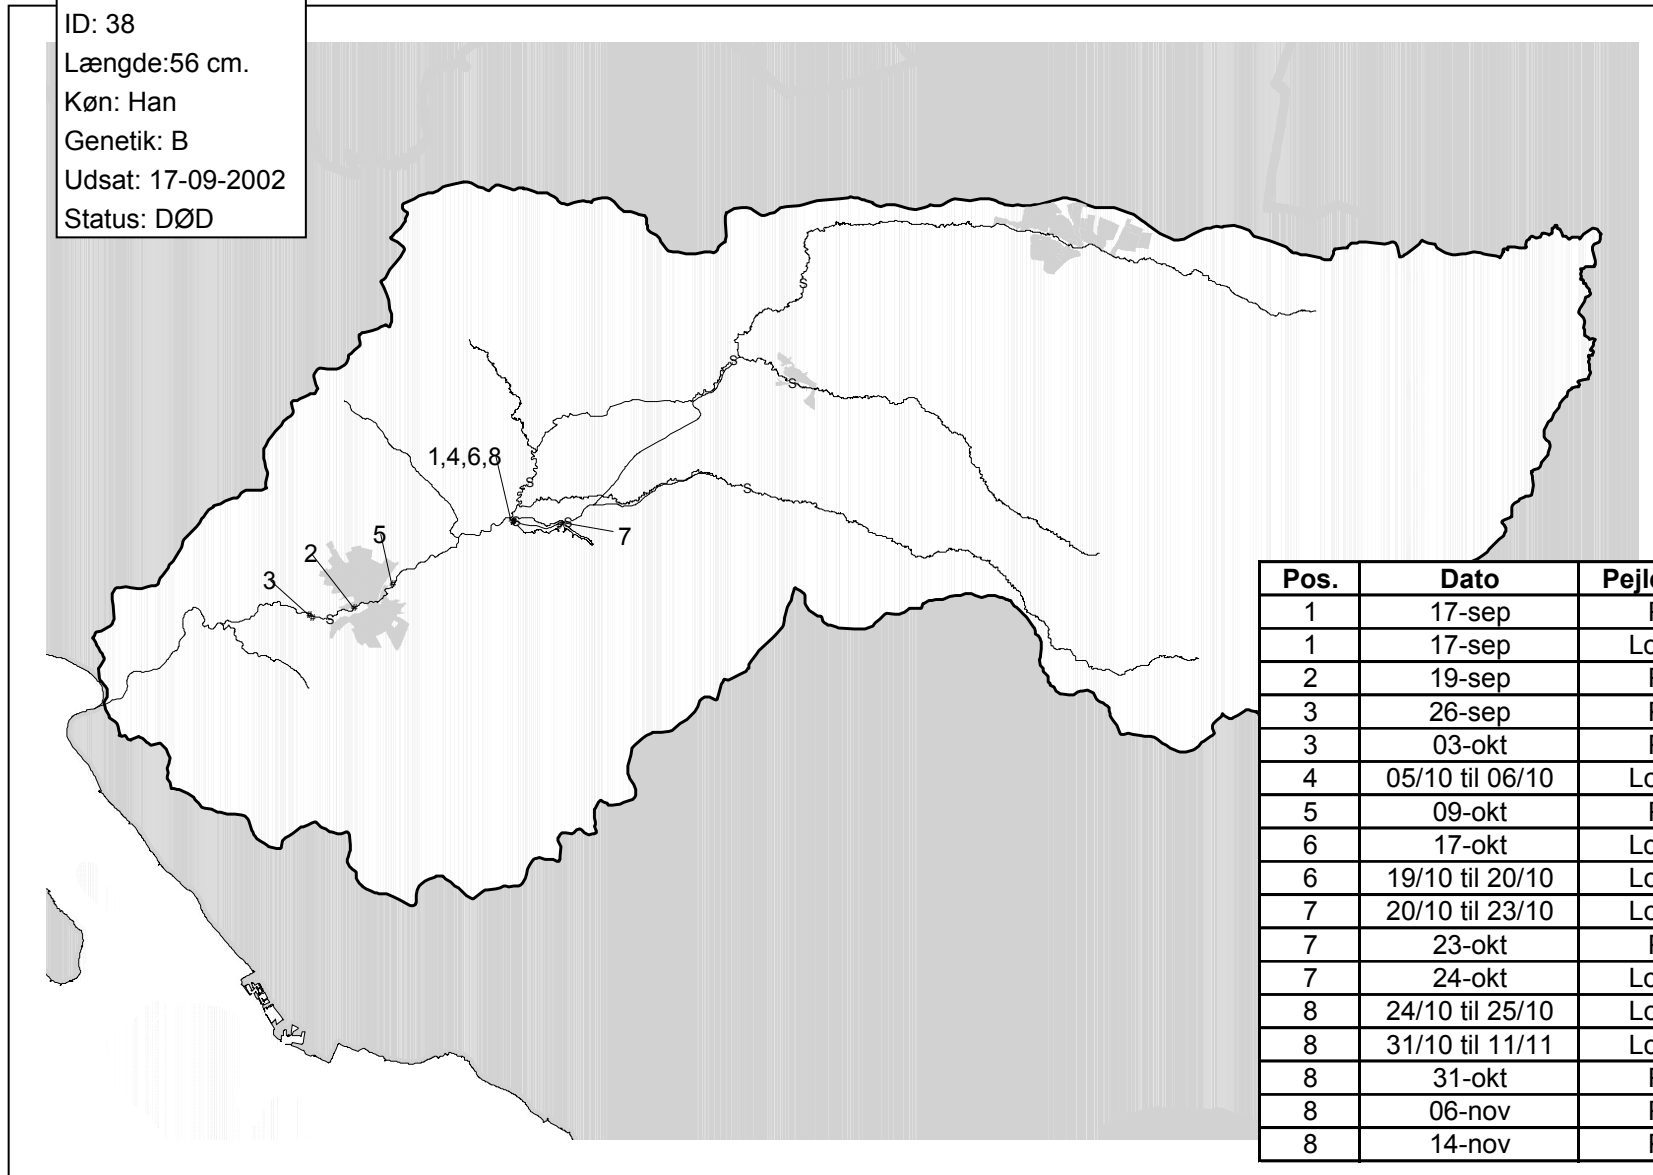 ID: 38
Længde:56 cm.
Køn: Han
Genetik: B
Udsat: 17-09-2002
Status: DØD
S
S
S
1,4,6,8
S
S
S
7
5
2
3
S
Pos. Dato
1 17-sep
1 17-sep
2 19-sep
3 26-sep
3 03-okt
4 05/10 til 06/10
5 09-okt
6 17-okt
6 19/10 til 20/10
7 20/10 til 23/10
7 23-okt
7 24-okt
8 24/10 til 25/10
8 31/10 til 11/11
8 31-okt
8 06-nov
8 14-nov